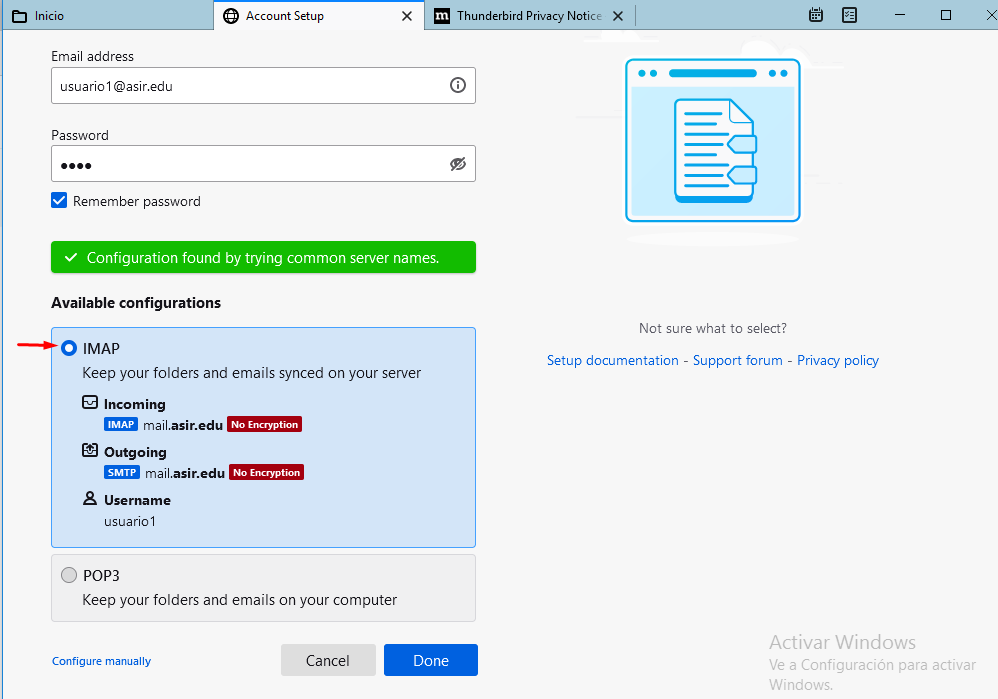 Inicio
Account Setup
m Thunderbird Privacy Notice
Email address
usuario1@asir.edu
Password
Remember password
Configuration found by trying common server names.
Available configurations
IMAP
Keep your folders and emails synced on your server
Incoming
IMAP mail.asir.edu No Encryption
Outgoing
SMTP mail.asir.edu No Encryption
Username
usuario1
POP3
Keep your folders and emails on your computer
Configure manually
Cancel
Done
Not sure what to select?
Setup documentation - Support forum - Privacy policy
Activar Windows
Ve a Configuración para activar
Windows.